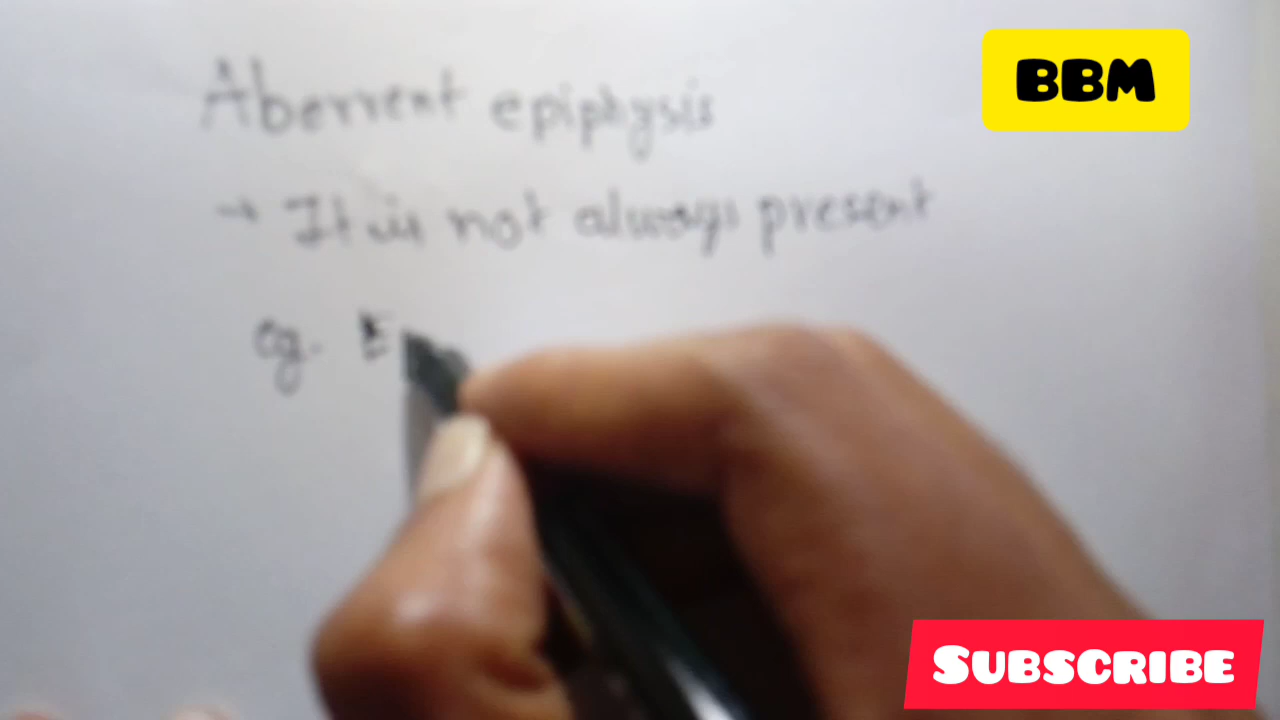 Aberrent epiphysis
BBM
→ It is not always present
eg. E
SUBSCRIBE